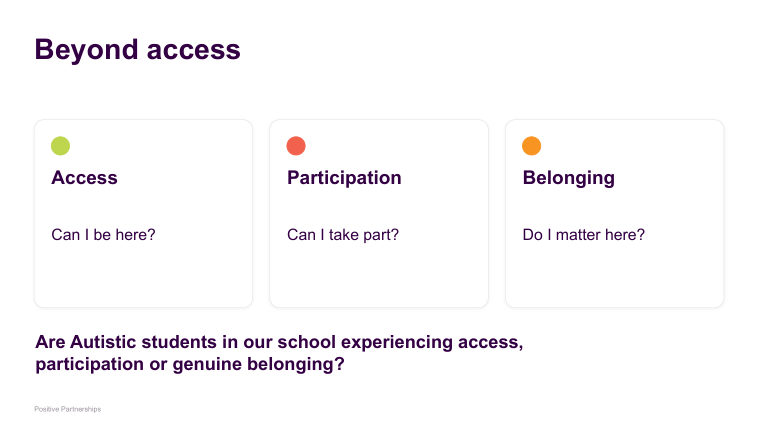 Beyond access
Access
Can I be here?
Participation
Can I take part?
Belonging
Do I matter here?
Are Autistic students in our school experiencing access,
participation or genuine belonging?
Positive Partnerships